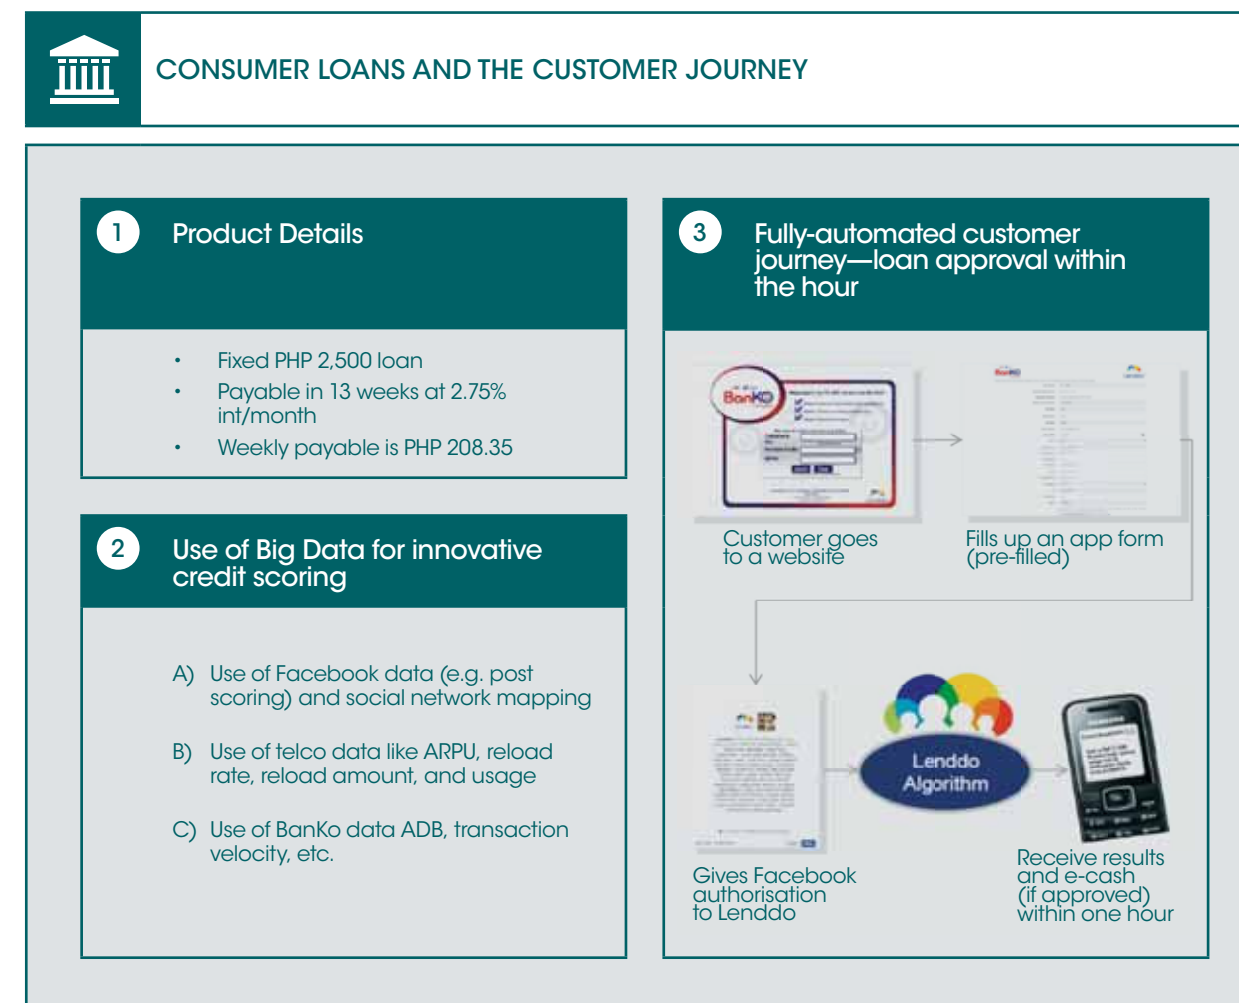 CONSUMER LOANS AND THE CUSTOMER JOURNEY
1
Product Details
• Fixed PHP 2,500 loan
• Payable in 13 weeks at 2.75%
int/month
• Weekly payable is PHP 208.35
2
Use of Big Data for innovative
credit scoring
A) Use of Facebook data (e.g. post
scoring) and social network mapping
B) Use of telco data like ARPU, reload
rate, reload amount, and usage
C) Use of BanKo data ADB, transaction
velocity, etc.
3
Fully-automated customer
journey—loan approval within
the hour
BanKO
BanKO
Customer goes
to a website
Fills up an app form
(pre-filled)
Lenddo
Algorithm
Gives Facebook
authorisation
to Lenddo
Receive results
and e-cash
(if approved)
within one hour